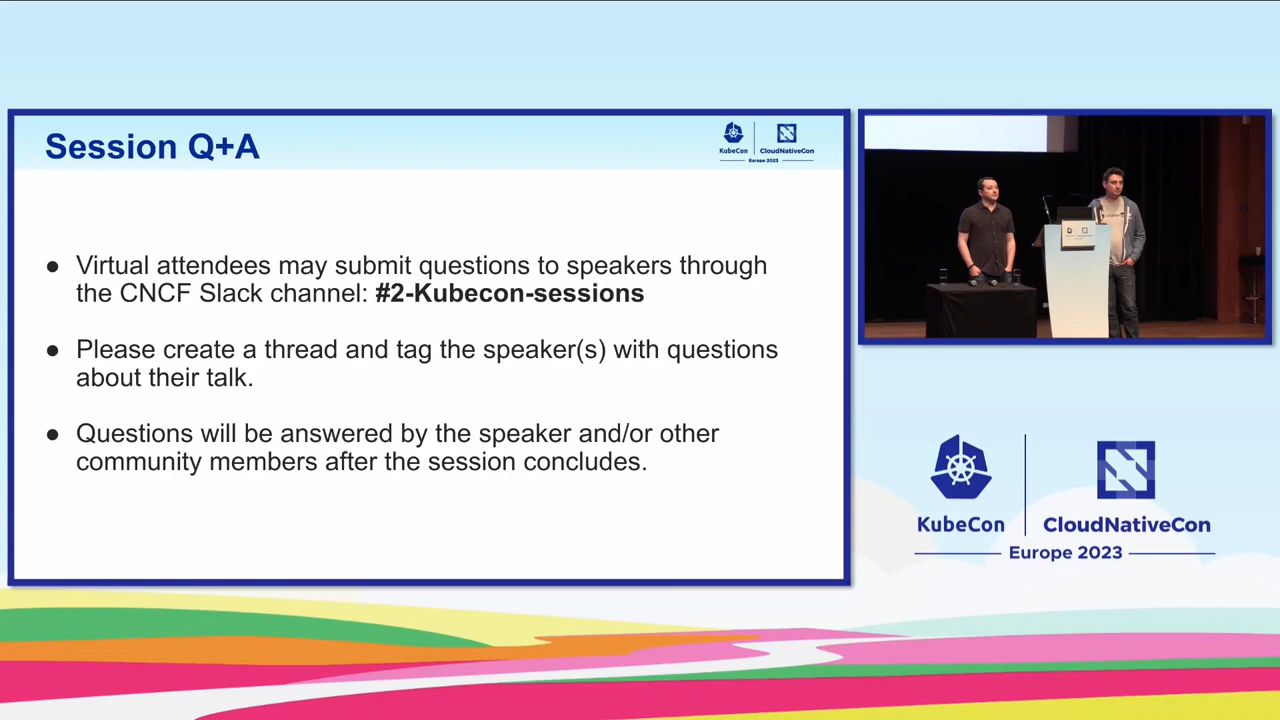 Session Q+A
KubeCon
CloudNativeCon
Europe 2023
● Virtual attendees may submit questions to speakers through
the CNCF Slack channel: #2-Kubecon-sessions
● Please create a thread and tag the speaker(s) with questions
about their talk.
● Questions will be answered by the speaker and/or other
community members after the session concludes.
KubeCon
CloudNativeCon
Europe 2023